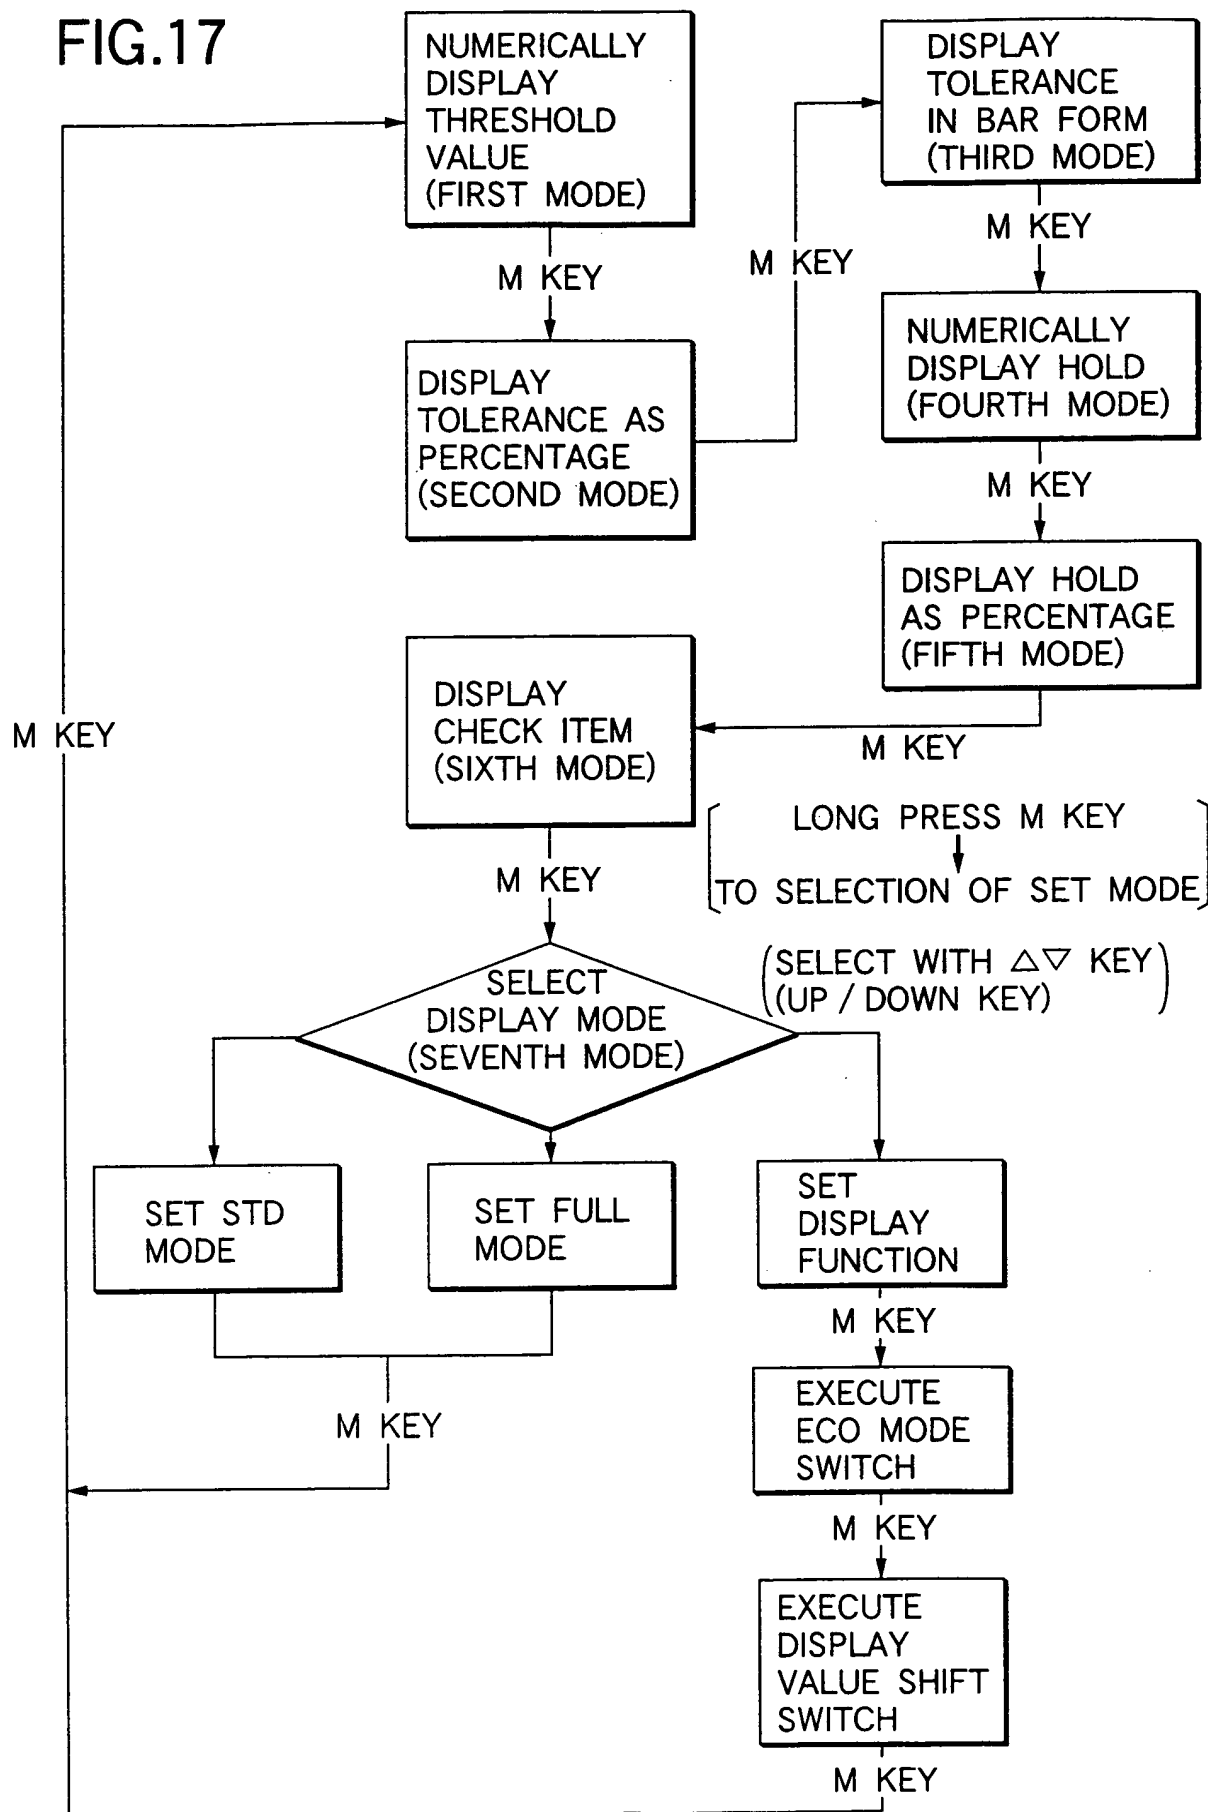 FIG.17
NUMERICALLY
DISPLAY
THRESHOLD
VALUE
(FIRST MODE)
M KEY
DISPLAY
TOLERANCE AS
PERCENTAGE
(SECOND MODE)
M KEY
DISPLAY
TOLERANCE
IN BAR FORM
(THIRD MODE)
M KEY
NUMERICALLY
DISPLAY HOLD
(FOURTH MODE)
M KEY
DISPLAY HOLD
AS PERCENTAGE
(FIFTH MODE)
M KEY
DISPLAY
CHECK ITEM
(SIXTH MODE)
M KEY
LONG PRESS M KEY
TO SELECTION OF SET MODE
(SELECT WITH △▽ KEY)
(UP / DOWN KEY)
SELECT
DISPLAY MODE
(SEVENTH MODE)
SET STD
MODE
SET FULL
MODE
M KEY
SET
DISPLAY
FUNCTION
M KEY
EXECUTE
ECO MODE
SWITCH
M KEY
EXECUTE
DISPLAY
VALUE SHIFT
SWITCH
M KEY
M KEY